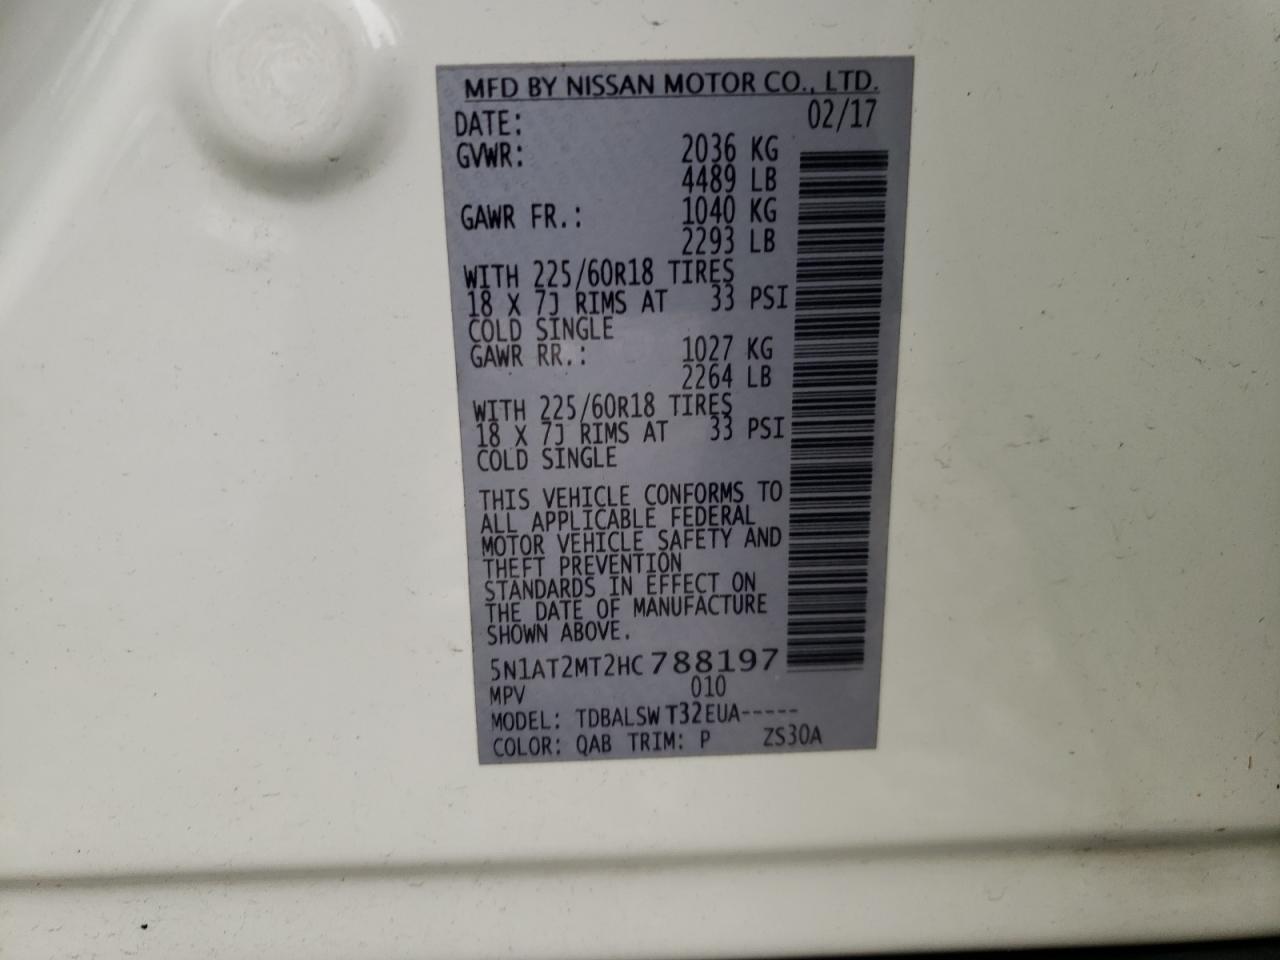 MFD BY NISSAN MOTOR CO., LTD.
DATE: 02/17
GVWR: 2036 KG
4489 LB
GAWR FR.: 1040 KG
2293 LB
WITH 225/60R18 TIRES
18 X 7J RIMS AT 33 PSI
COLD SINGLE
GAWR RR.: 1027 KG
2264 LB
WITH 225/60R18 TIRES
18 X 7J RIMS AT 33 PSI
COLD SINGLE
THIS VEHICLE CONFORMS TO
ALL APPLICABLE FEDERAL
MOTOR VEHICLE SAFETY AND
THEFT PREVENTION
STANDARDS IN EFFECT ON
THE DATE OF MANUFACTURE
SHOWN ABOVE.
5N1AT2MT2HC788197
MPV 010
MODEL: TDBALSW T32EUA-----
COLOR: QAB TRIM: P ZS30A